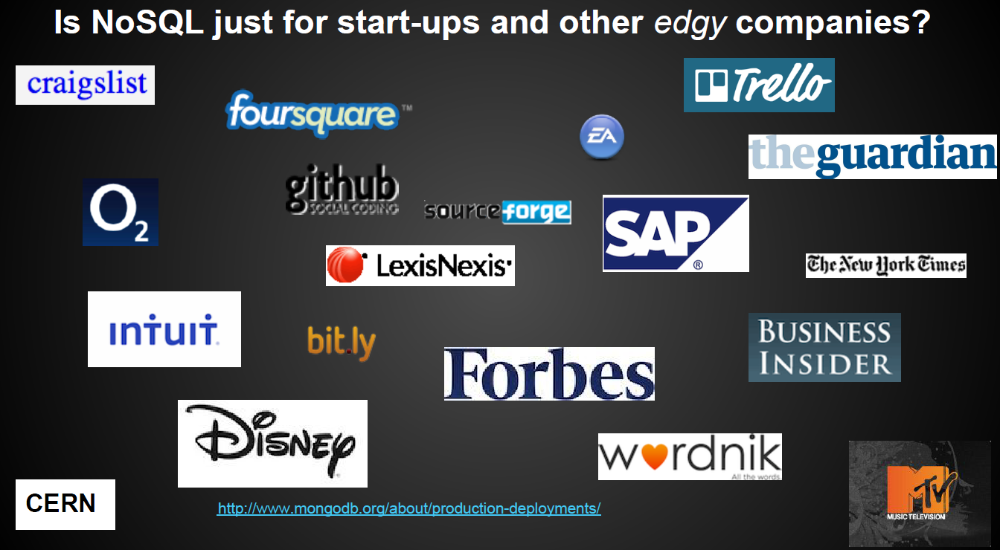 Is NoSQL just for start-ups and other edgy companies?
craigslist
Trello
foursquare™
EA
theguardian
O2
github
SOCIAL CODING
sourceforge
SAP
®
LexisNexis®
The New York Times
intuit.
bit.ly
BUSINESS
INSIDER
Forbes
DISNEY
wordnik
All the words
MTV
MUSIC TELEVISION
CERN
http://www.mongodb.org/about/production-deployments/